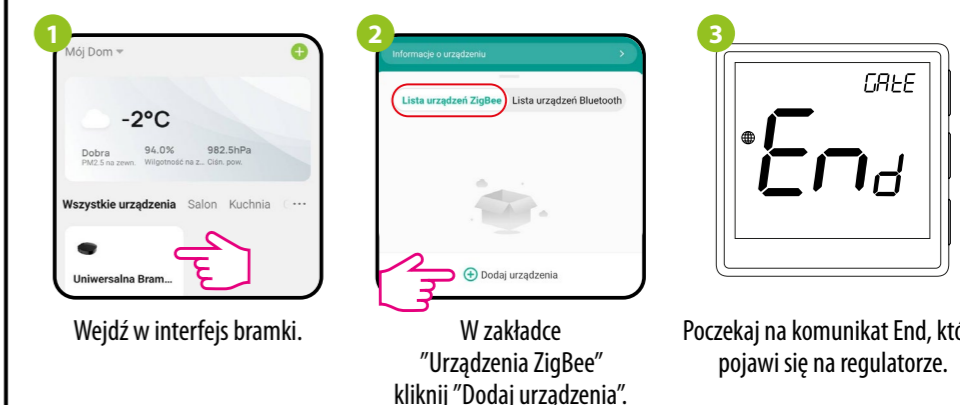 1
Mój Dom
-2°C
Dobra
PM2.5 na zewn.
94.0%
Wilgotność na z...
982.5hPa
Ciśn. pow.
Wszystkie urządzenia Salon Kuchnia
Uniwersalna Bram...
Wejdź w interfejs bramki.
2
Informacje o urządzeniu
Lista urządzeń ZigBee Lista urządzeń Bluetooth
Dodaj urządzenia
W zakładce
"Urządzenia ZigBee"
kliknij "Dodaj urządzenia".
3
GAtE
End
Poczekaj na komunikat End,
pojawi się na regulatorze.